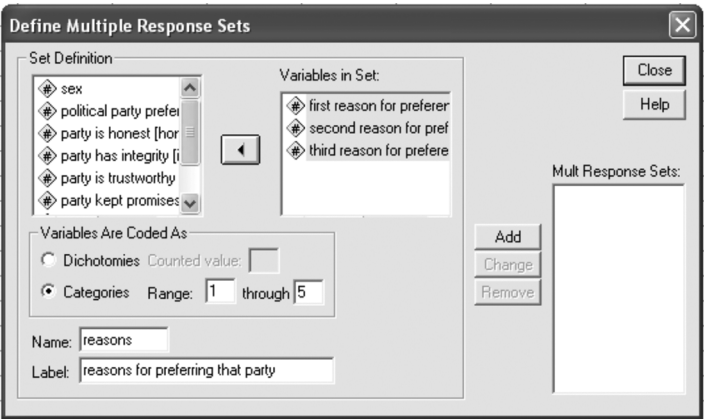 Define Multiple Response Sets
Set Definition
sex
political party prefer
party is honest [hor
party has integrity [i
party is trustworthy
party kept promises
Variables in Set:
first reason for preferer
second reason for pref
third reason for prefere
Variables Are Coded As
Dichotomies Counted value:
Categories Range: 1 through 5
Name: reasons
Label: reasons for preferring that party
Close
Help
Mult Response Sets:
Add
Change
Remove